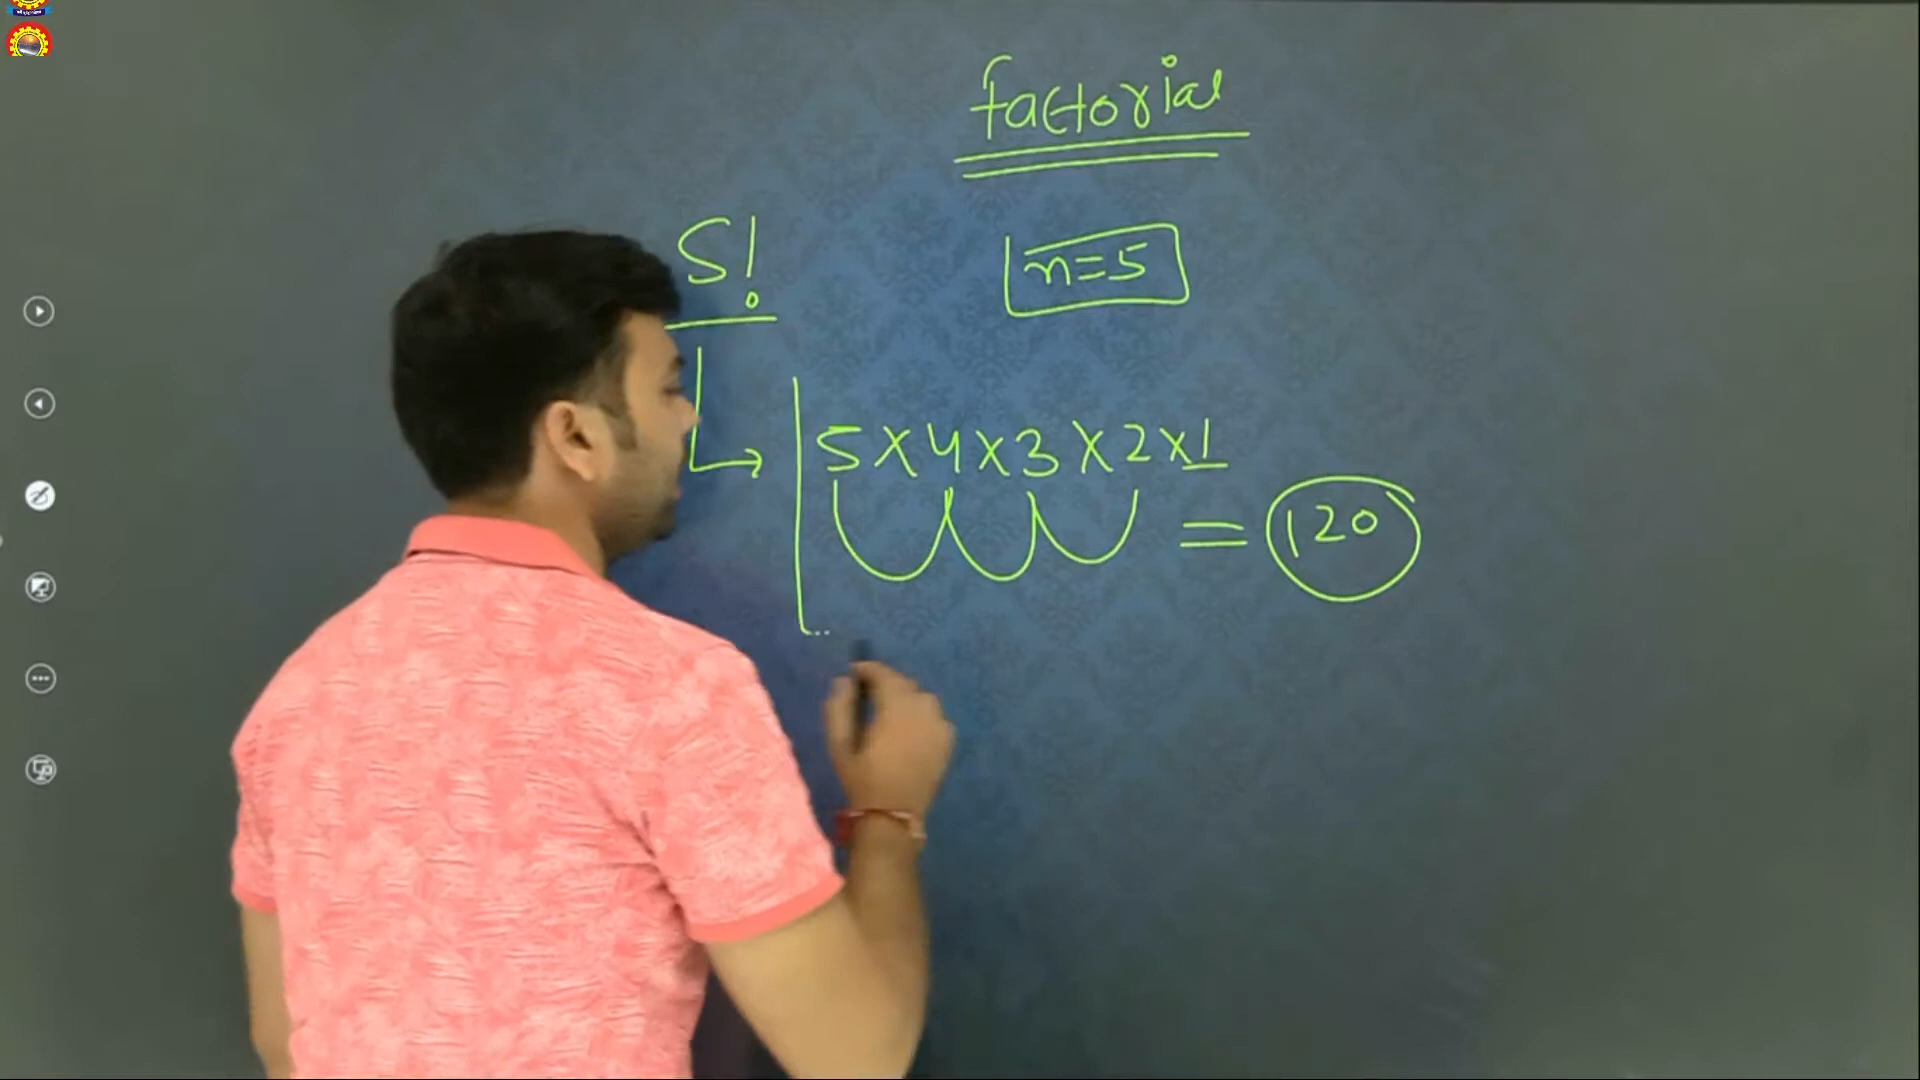 factorial
5!
n=5
5x4x3x2x1
= 120